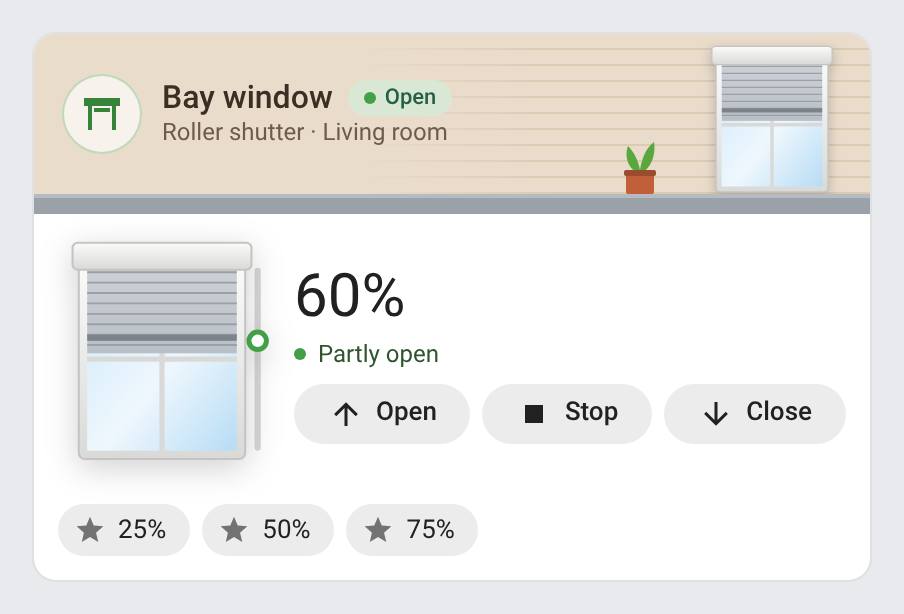 Bay window
Open
Roller shutter · Living room
60%
Partly open
Open
Stop
Close
25%
50%
75%